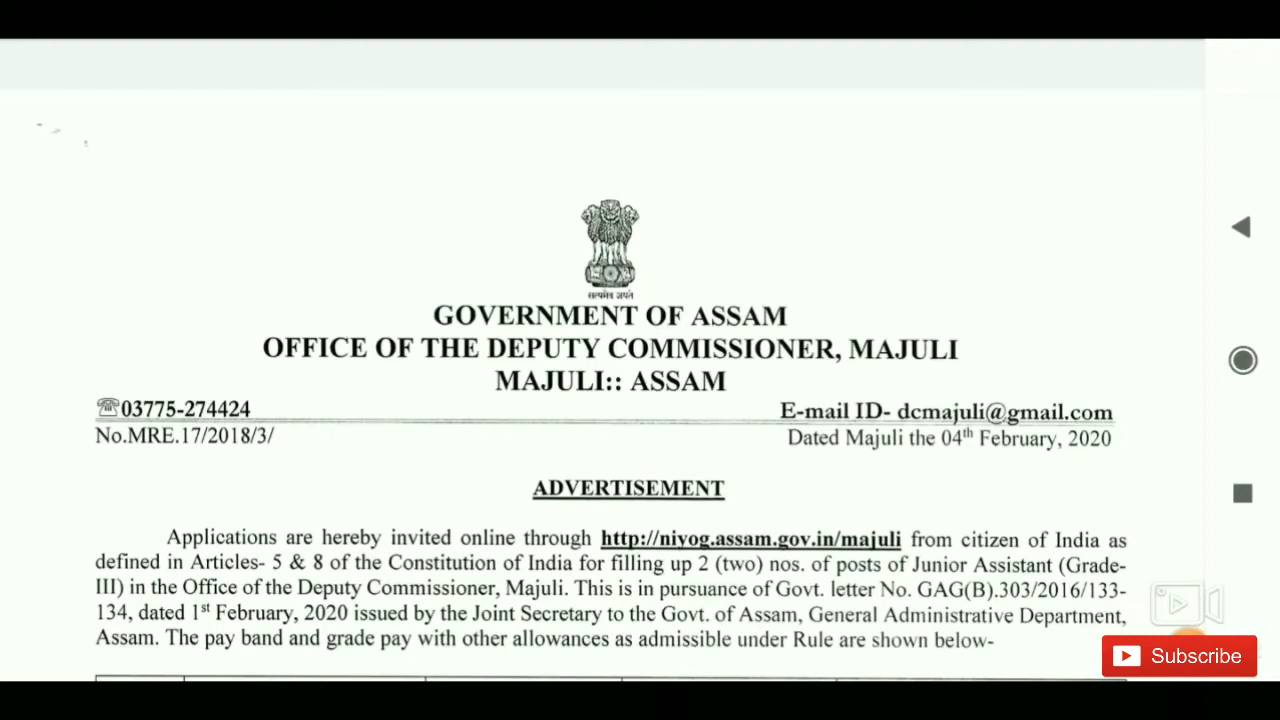 सत्यमेव जयते
GOVERNMENT OF ASSAM
OFFICE OF THE DEPUTY COMMISSIONER, MAJULI
MAJULI:: ASSAM
☏03775-274424
E-mail ID- dcmajuli@gmail.com
No.MRE.17/2018/3/
Dated Majuli the 04th February, 2020
ADVERTISEMENT
Applications are hereby invited online through http://niyog.assam.gov.in/majuli from citizen of India as
defined in Articles- 5 & 8 of the Constitution of India for filling up 2 (two) nos. of posts of Junior Assistant (Grade-
III) in the Office of the Deputy Commissioner, Majuli. This is in pursuance of Govt. letter No. GAG(B).303/2016/133-
134, dated 1st February, 2020 issued by the Joint Secretary to the Govt. of Assam, General Administrative Department,
Assam. The pay band and grade pay with other allowances as admissible under Rule are shown below-
Subscribe